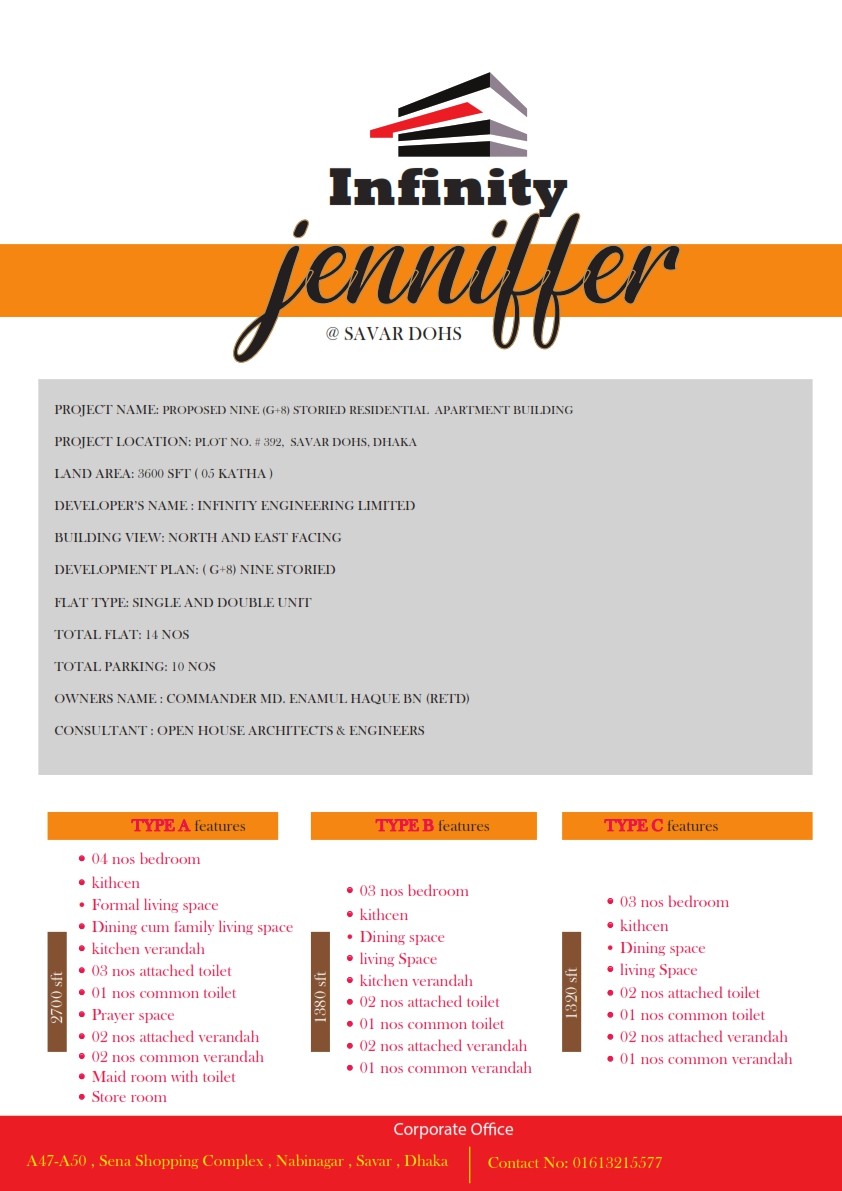 Infinity
jenniffer
@ SAVAR DOHS
PROJECT NAME: PROPOSED NINE (G+8) STORIED RESIDENTIAL APARTMENT BUILDING
PROJECT LOCATION: PLOT NO. # 392, SAVAR DOHS, DHAKA
LAND AREA: 3600 SFT ( 05 KATHA )
DEVELOPER'S NAME : INFINITY ENGINEERING LIMITED
BUILDING VIEW: NORTH AND EAST FACING
DEVELOPMENT PLAN: ( G+8) NINE STORIED
FLAT TYPE: SINGLE AND DOUBLE UNIT
TOTAL FLAT: 14 NOS
TOTAL PARKING: 10 NOS
OWNERS NAME : COMMANDER MD. ENAMUL HAQUE BN (RETD)
CONSULTANT : OPEN HOUSE ARCHITECTS & ENGINEERS
TYPE A features
2700 sft
• 04 nos bedroom
• kithcen
• Formal living space
• Dining cum family living space
• kitchen verandah
• 03 nos attached toilet
• 01 nos common toilet
• Prayer space
• 02 nos attached verandah
• 02 nos common verandah
• Maid room with toilet
• Store room
TYPE B features
1380 sft
• 03 nos bedroom
• kithcen
• Dining space
• living Space
• kitchen verandah
• 02 nos attached toilet
• 01 nos common toilet
• 02 nos attached verandah
• 01 nos common verandah
TYPE C features
1320 sft
• 03 nos bedroom
• kithcen
• Dining space
• living Space
• 02 nos attached toilet
• 01 nos common toilet
• 02 nos attached verandah
• 01 nos common verandah
Corporate Office
A47-A50 , Sena Shopping Complex , Nabinagar , Savar , Dhaka
Contact No: 01613215577